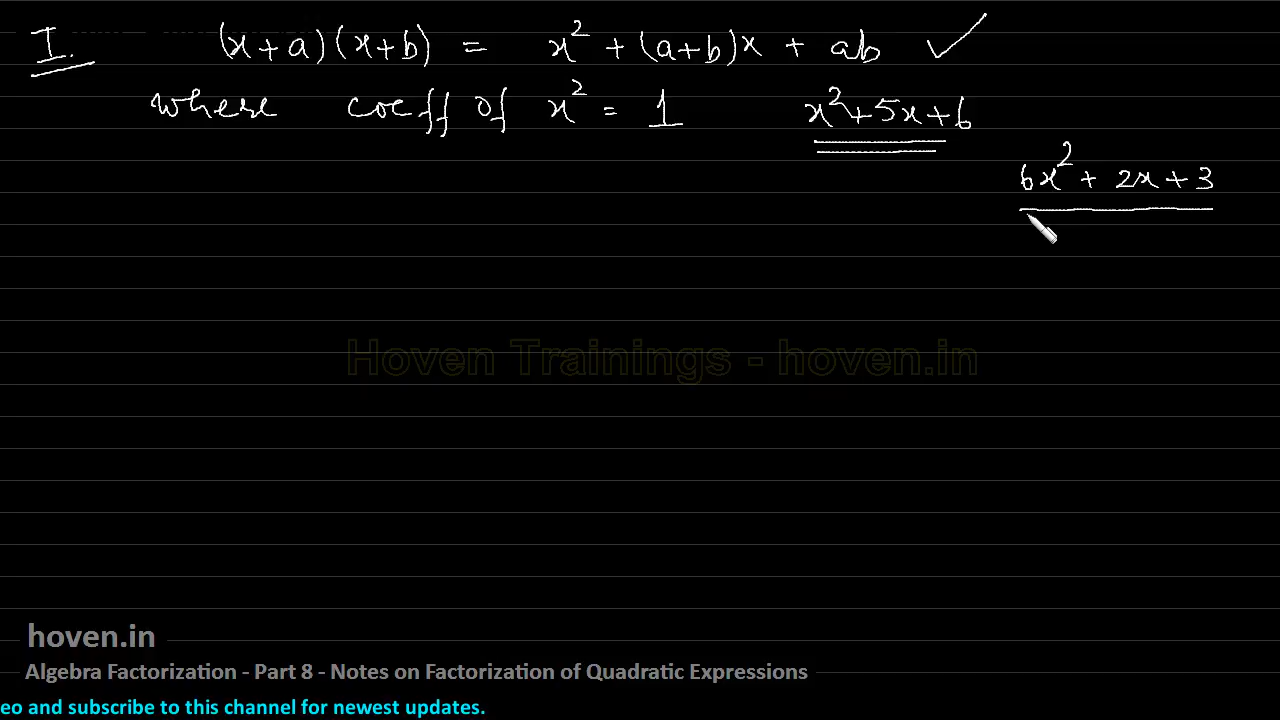 I. (x+a)(x+b) = x² + (a+b)x + ab ✓
where coeff of x² = 1 x²+5x+6
6x² + 2x + 3
Hoven Trainings - hoven.in
hoven.in
Algebra Factorization - Part 8 - Notes on Factorization of Quadratic Expressions
eo and subscribe to this channel for newest updates.